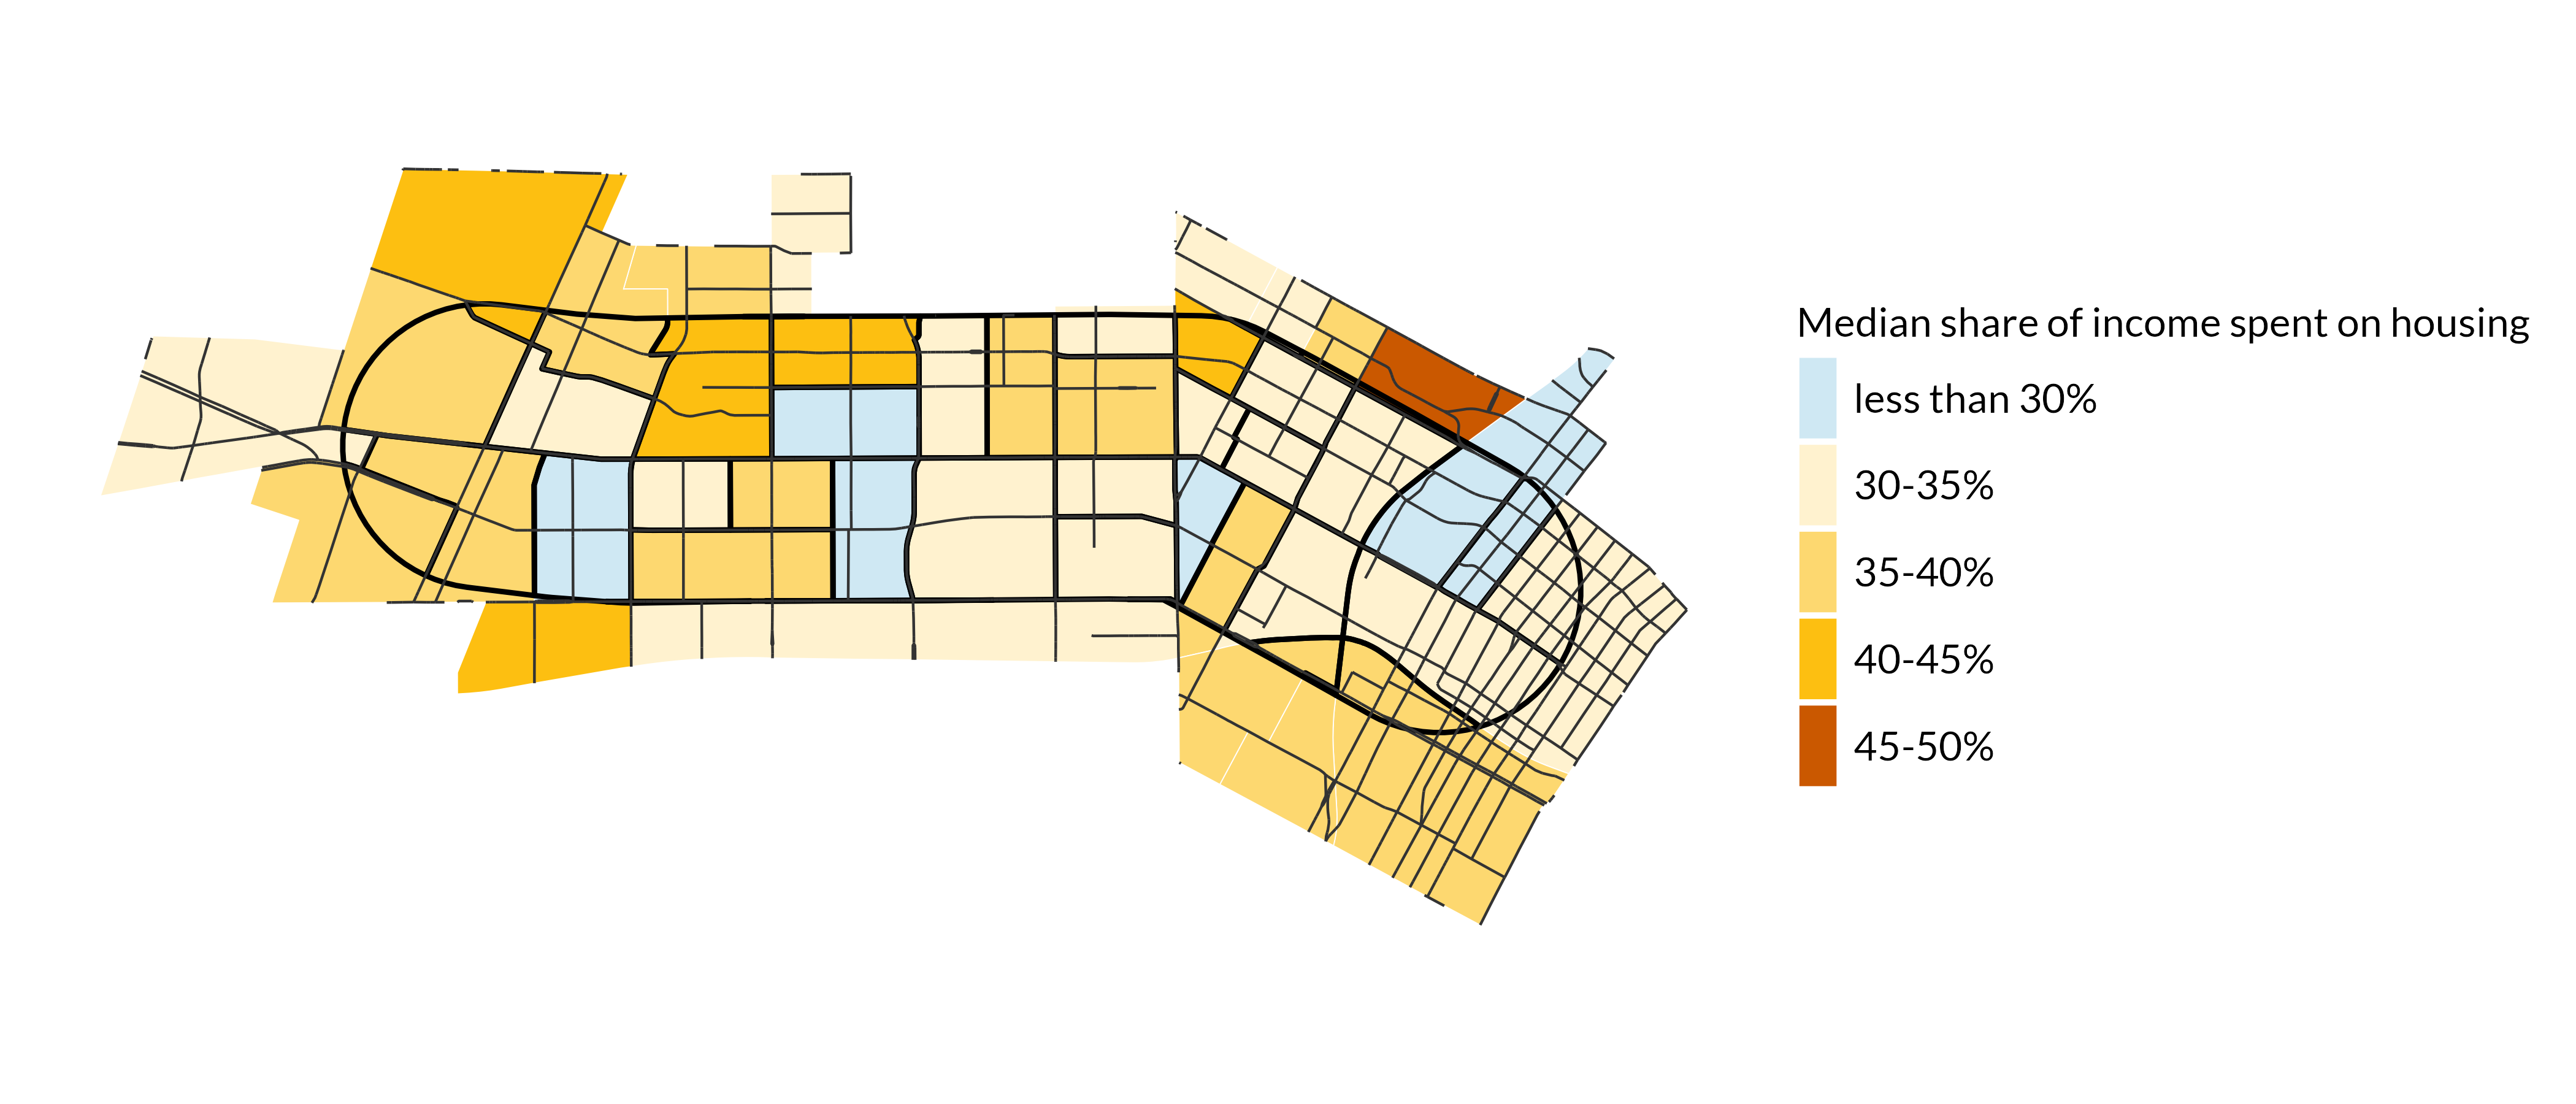 Median share of income spent on housing
less than 30%
30-35%
35-40%
40-45%
45-50%